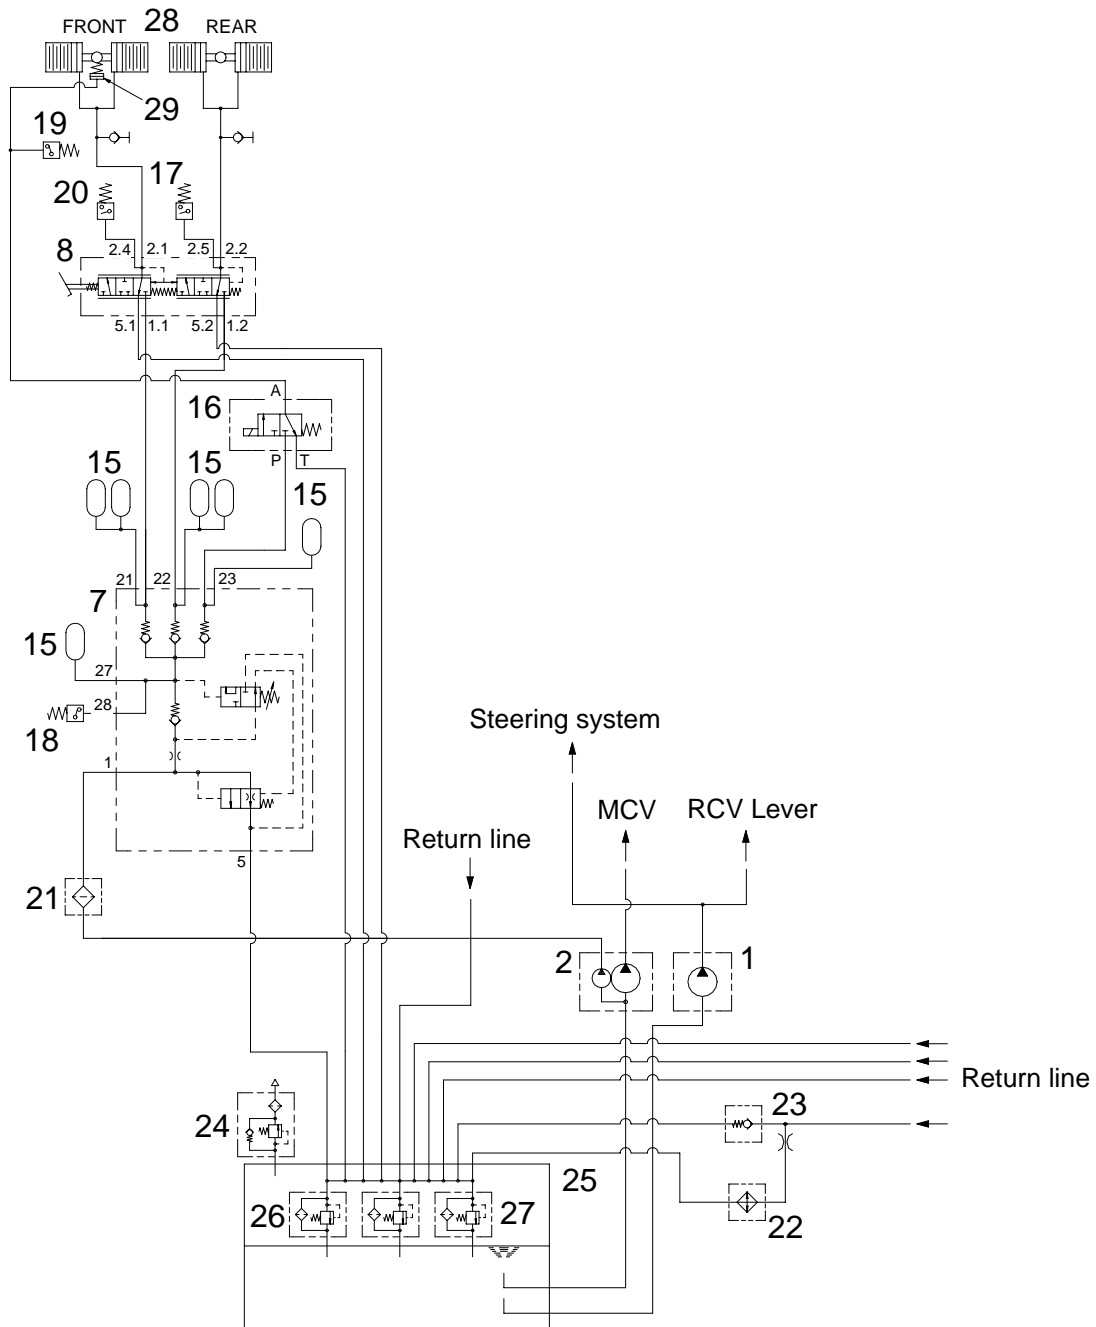 FRONT 28 REAR
29
19
17
20
2.4 2.1 2.5 2.2
8
5.1 1.1 5.2 1.2
A
16
P T
15 15
15
21 22 23
7
15
27
28
18
1
5
Steering system
MCV RCV Lever
Return line
21
2 1
Return line
23
24
25
26 27
22